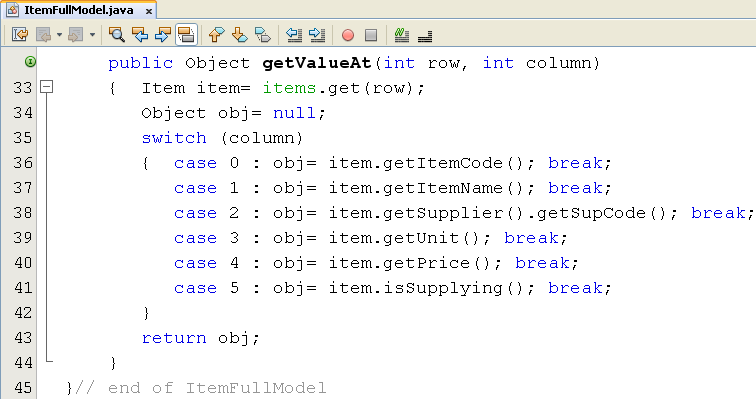 ItemFullModel.java x
public Object getValueAt(int row, int column)
33 { Item item= items.get(row);
34 Object obj= null;
35 switch (column)
36 { case 0 : obj= item.getItemCode(); break;
37 case 1 : obj= item.getItemName(); break;
38 case 2 : obj= item.getSupplier().getSupCode(); break;
39 case 3 : obj= item.getUnit(); break;
40 case 4 : obj= item.getPrice(); break;
41 case 5 : obj= item.isSupplying(); break;
42 }
43 return obj;
44 }
45 }// end of ItemFullModel